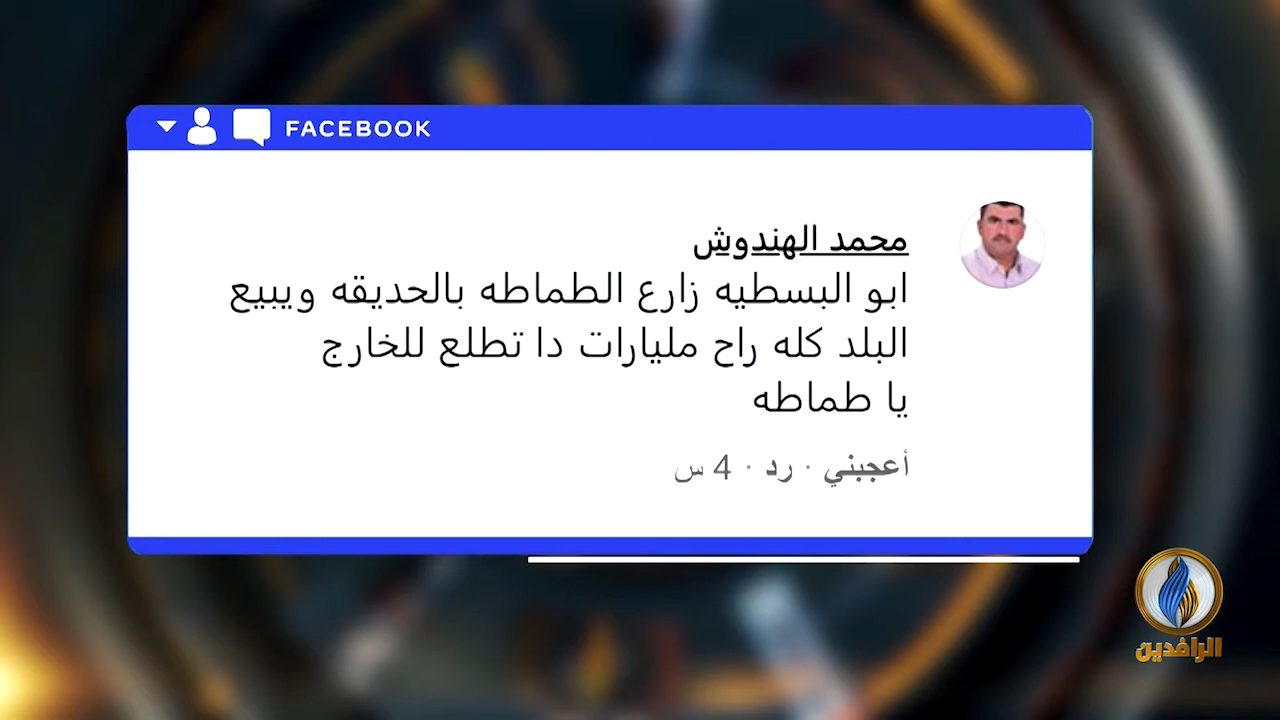 FACEBOOK
محمد الهندوش
ابو البسطيه زارع الطماطه بالحديقه ويبيع
البلد كله راح مليارات دا تطلع للخارج
يا طماطه
أعجبني · رد · 4 س
الرافدين